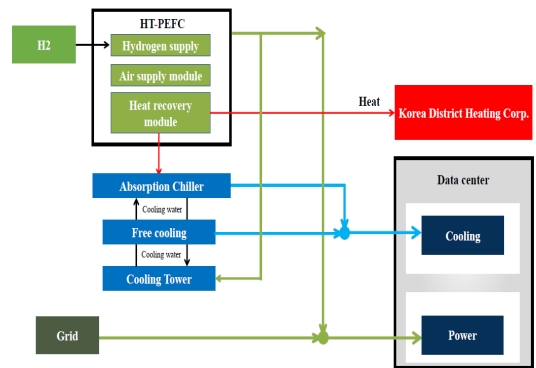 HT-PEFC
H2
Hydrogen supply
Air supply module
Heat recovery
module
Heat
Korea District Heating Corp.
Absorption Chiller
Data center
Cooling water
Free cooling
Cooling
Cooling water
Cooling Tower
Grid
Power